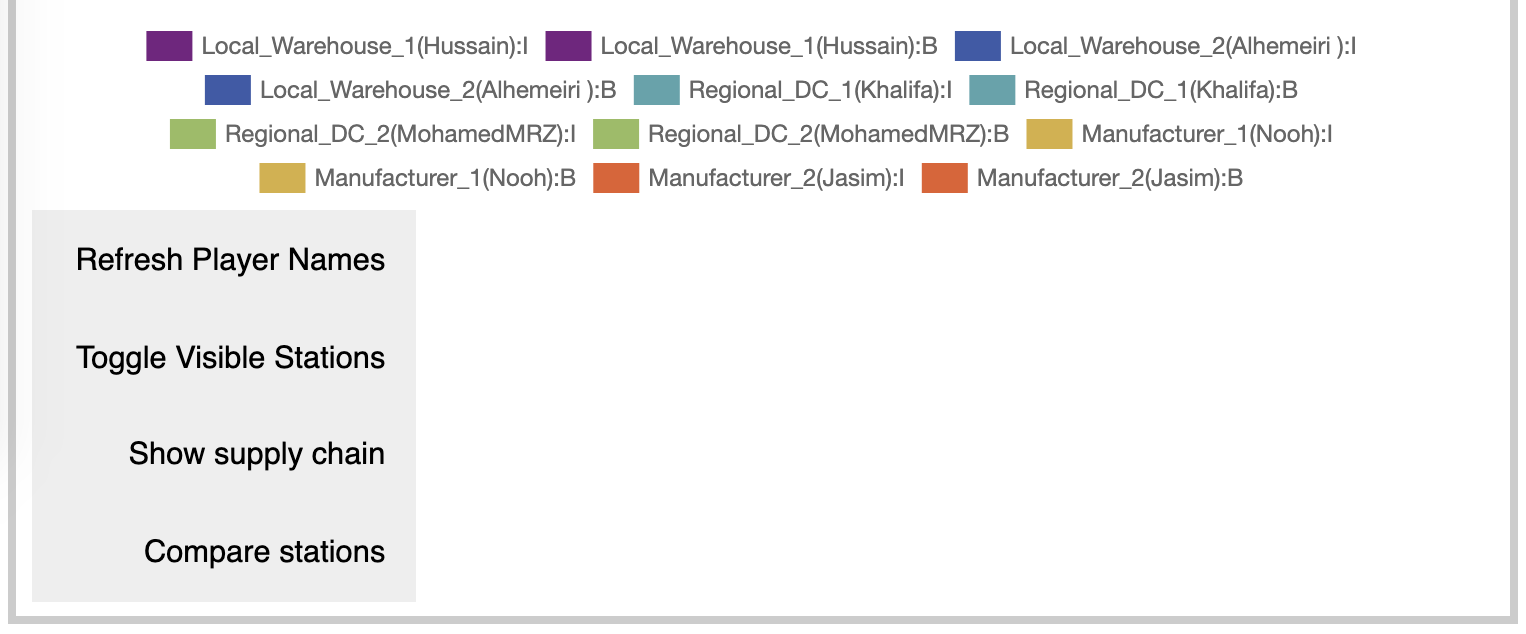 Local_Warehouse_1(Hussain):I Local_Warehouse_1(Hussain):B Local_Warehouse_2(Alhemeiri ):I
Local_Warehouse_2(Alhemeiri ):B Regional_DC_1(Khalifa):I Regional_DC_1(Khalifa):B
Regional_DC_2(MohamedMRZ):I Regional_DC_2(MohamedMRZ):B Manufacturer_1(Nooh):I
Manufacturer_1(Nooh):B Manufacturer_2(Jasim):I Manufacturer_2(Jasim):B
Refresh Player Names
Toggle Visible Stations
Show supply chain
Compare stations